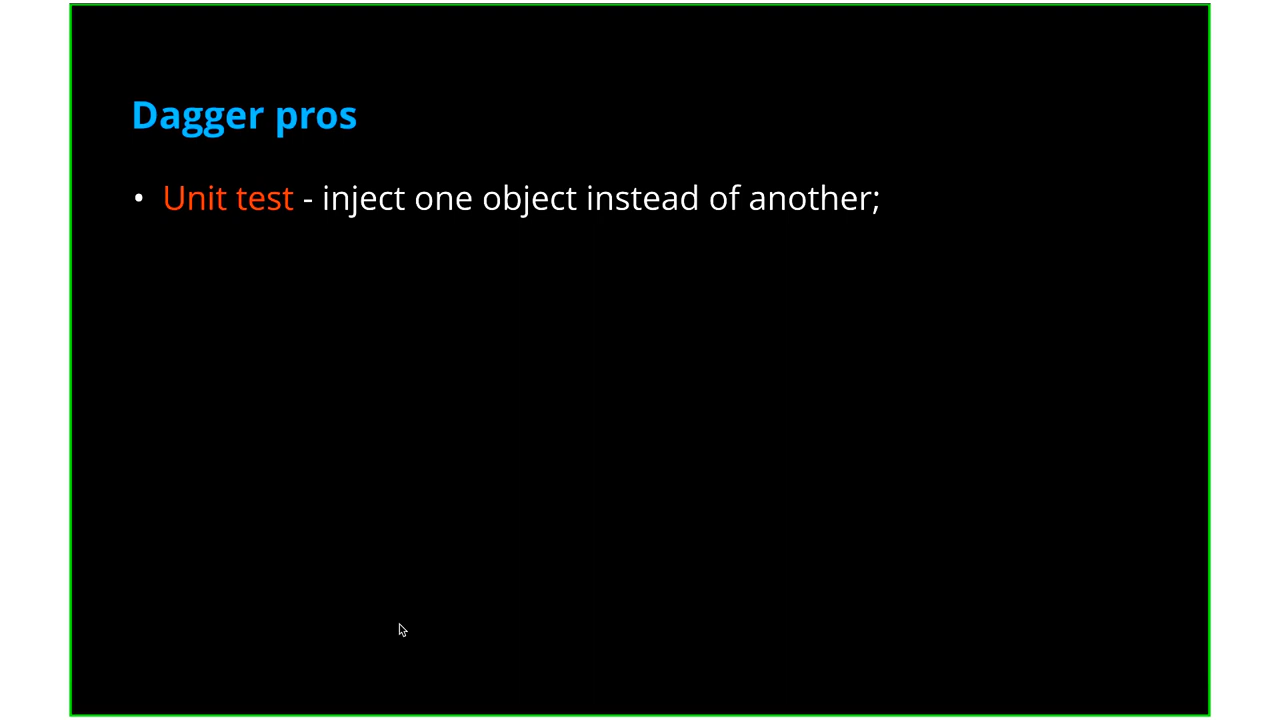 Dagger pros
• Unit test - inject one object instead of another;